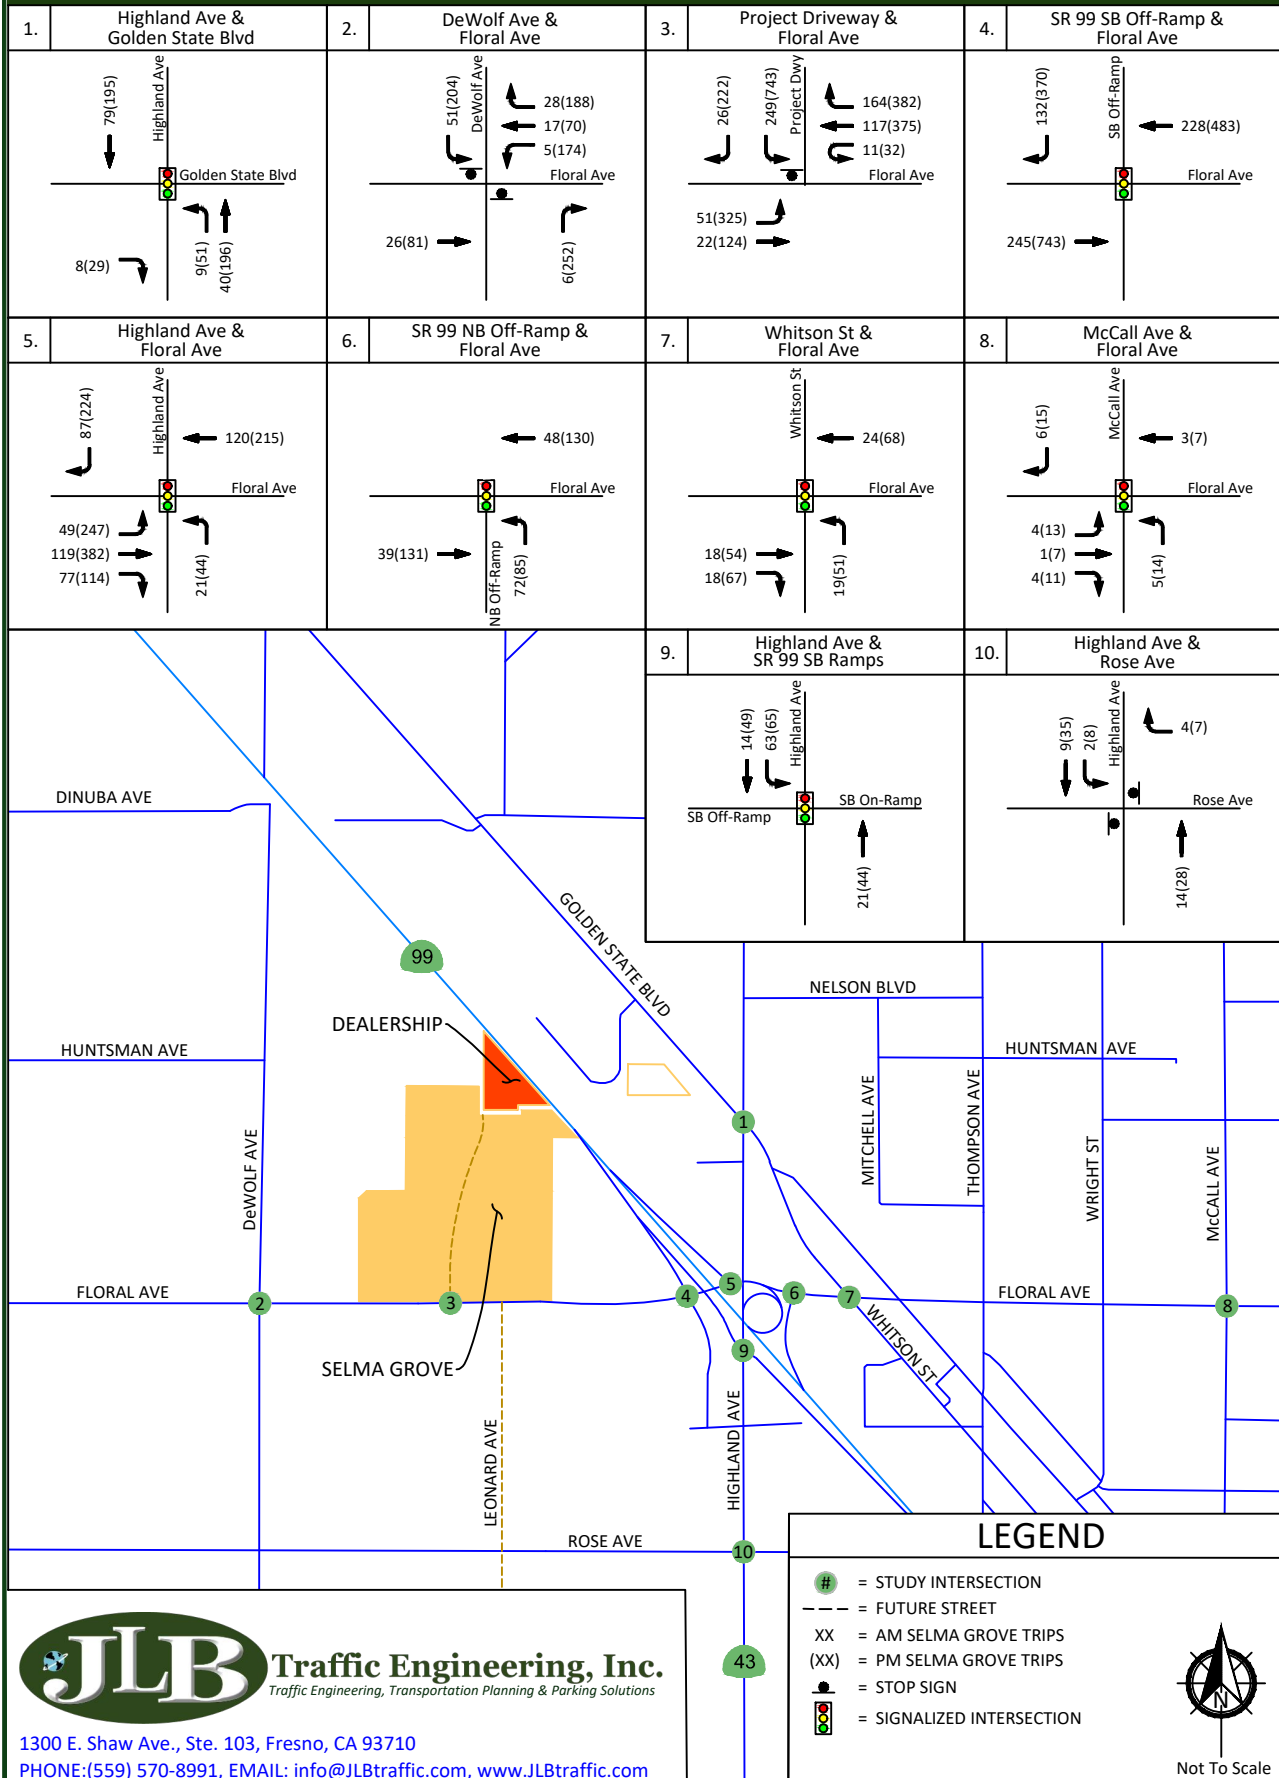 1.
Highland Ave &
Golden State Blvd
79(195)
Highland Ave
Golden State Blvd
8(29)
9(51)
40(196)
2.
DeWolf Ave &
Floral Ave
51(204)
DeWolf Ave
28(188)
17(70)
5(174)
Floral Ave
26(81)
6(252)
3.
Project Driveway &
Floral Ave
26(222)
249(743)
Project Dwy
164(382)
117(375)
11(32)
Floral Ave
51(325)
22(124)
4.
SR 99 SB Off-Ramp &
Floral Ave
132(370)
SB Off-Ramp
228(483)
Floral Ave
245(743)
5.
Highland Ave &
Floral Ave
87(224)
Highland Ave
120(215)
Floral Ave
49(247)
119(382)
77(114)
21(44)
6.
SR 99 NB Off-Ramp &
Floral Ave
48(130)
Floral Ave
39(131)
NB Off-Ramp
72(85)
7.
Whitson St &
Floral Ave
Whitson St
24(68)
Floral Ave
18(54)
18(67)
19(51)
8.
McCall Ave &
Floral Ave
6(15)
McCall Ave
3(7)
Floral Ave
4(13)
1(7)
4(11)
5(14)
9.
Highland Ave &
SR 99 SB Ramps
14(49)
63(65)
Highland Ave
SB On-Ramp
SB Off-Ramp
21(44)
10.
Highland Ave &
Rose Ave
9(35)
2(8)
Highland Ave
4(7)
Rose Ave
14(28)
DINUBA AVE
99
GOLDEN STATE BLVD
NELSON BLVD
DEALERSHIP
HUNTSMAN AVE
HUNTSMAN AVE
MITCHELL AVE
THOMPSON AVE
WRIGHT ST
McCALL AVE
DeWOLF AVE
1
FLORAL AVE
FLORAL AVE
2
3
4
5
6
7
8
9
WHITSON ST
SELMA GROVE
LEONARD AVE
HIGHLAND AVE
ROSE AVE
10
43
LEGEND
# = STUDY INTERSECTION
= FUTURE STREET
XX = AM SELMA GROVE TRIPS
(XX) = PM SELMA GROVE TRIPS
= STOP SIGN
= SIGNALIZED INTERSECTION
N
Not To Scale
JLB Traffic Engineering, Inc.
Traffic Engineering, Transportation Planning & Parking Solutions
1300 E. Shaw Ave., Ste. 103, Fresno, CA 93710
PHONE:(559) 570-8991, EMAIL: info@JLBtraffic.com, www.JLBtraffic.com